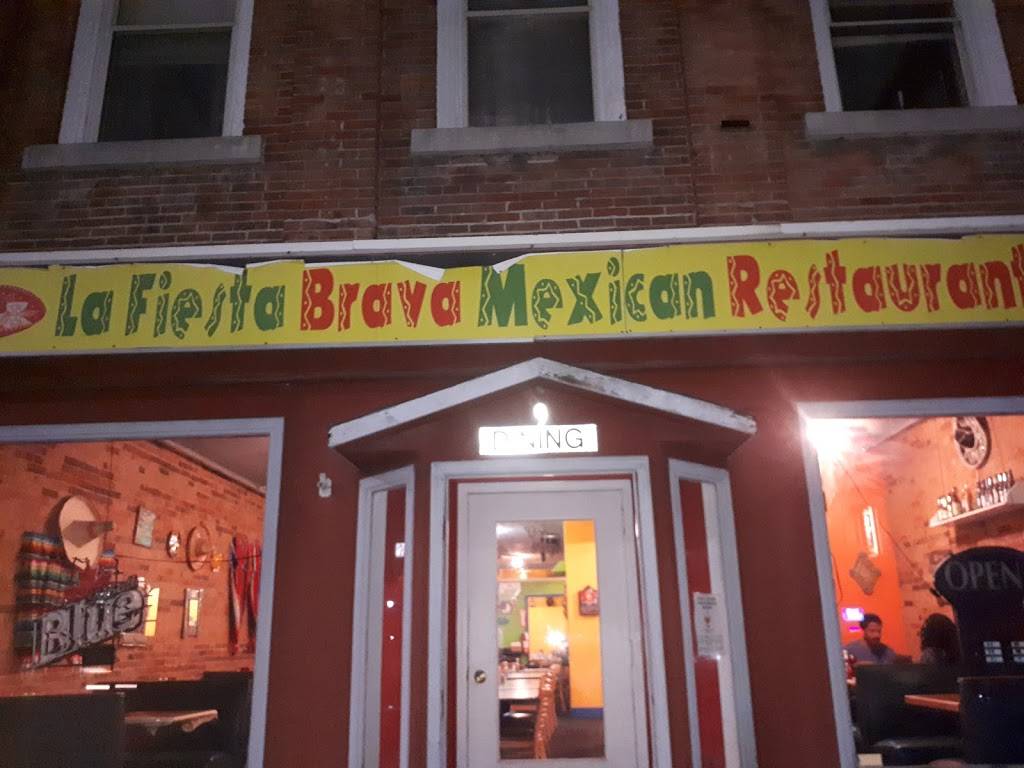 La Fiesta Brava Mexican Restaurant
DINING
Blue
OPEN